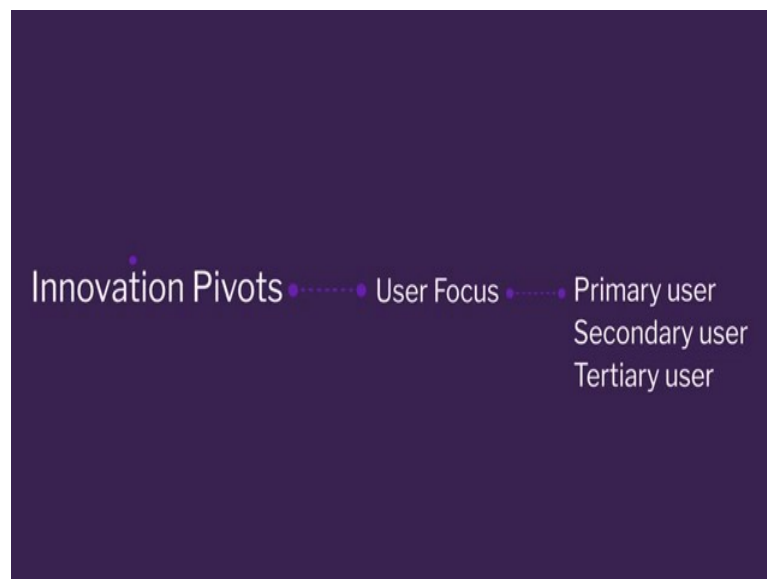 Innovation Pivots
User Focus
Primary user
Secondary user
Tertiary user